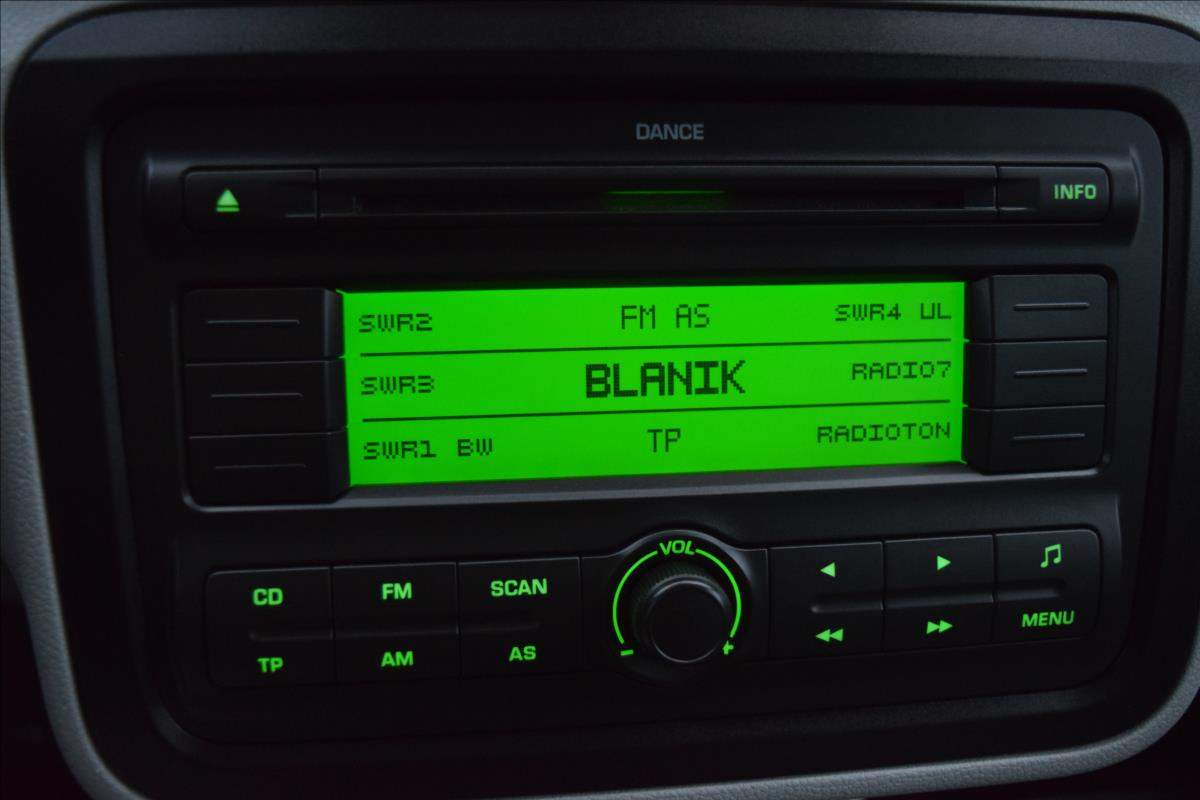 DANCE
INFO
SWR2 FM AS SWR4 UL
SWR3 BLANIK RADIO7
SWR1 BW TP RADIOTON
VOL
CD FM SCAN
TP AM AS
- +
MENU